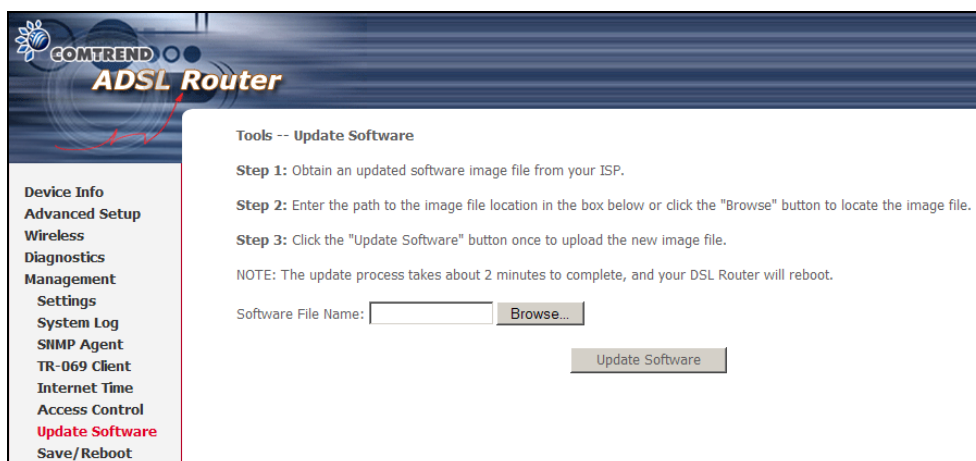 COMTREND
ADSL Router
Tools -- Update Software
Step 1: Obtain an updated software image file from your ISP.
Step 2: Enter the path to the image file location in the box below or click the "Browse" button to locate the image file.
Step 3: Click the "Update Software" button once to upload the new image file.
NOTE: The update process takes about 2 minutes to complete, and your DSL Router will reboot.
Software File Name:
Browse...
Update Software
Device Info
Advanced Setup
Wireless
Diagnostics
Management
Settings
System Log
SNMP Agent
TR-069 Client
Internet Time
Access Control
Update Software
Save/Reboot